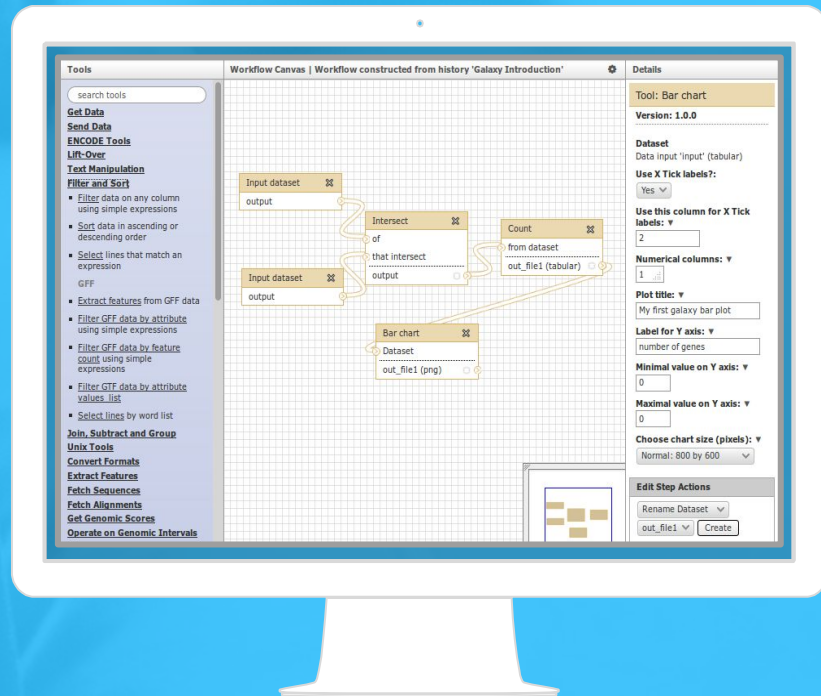 Tools
search tools
Get Data
Send Data
ENCODE Tools
Lift-Over
Text Manipulation
Filter and Sort
Filter data on any column
using simple expressions
Sort data in ascending or
descending order
Select lines that match an
expression
GFF
Extract features from GFF data
Filter GFF data by attribute
using simple expressions
Filter GFF data by feature
count using simple
expressions
Filter GTF data by attribute
values_list
Select lines by word list
Join, Subtract and Group
Unix Tools
Convert Formats
Extract Features
Fetch Sequences
Fetch Alignments
Get Genomic Scores
Operate on Genomic Intervals
Workflow Canvas | Workflow constructed from history 'Galaxy Introduction'
Input dataset
output
Input dataset
output
Intersect
of
that intersect
output
Count
from dataset
out_file1 (tabular)
Bar chart
Dataset
out_file1 (png)
Details
Tool: Bar chart
Version: 1.0.0
Dataset
Data input 'input' (tabular)
Use X Tick labels?:
Yes
Use this column for X Tick
labels:
2
Numerical columns:
1
Plot title:
My first galaxy bar plot
Label for Y axis:
number of genes
Minimal value on Y axis:
0
Maximal value on Y axis:
0
Choose chart size (pixels):
Normal: 800 by 600
Edit Step Actions
Rename Dataset
out_file1 Create